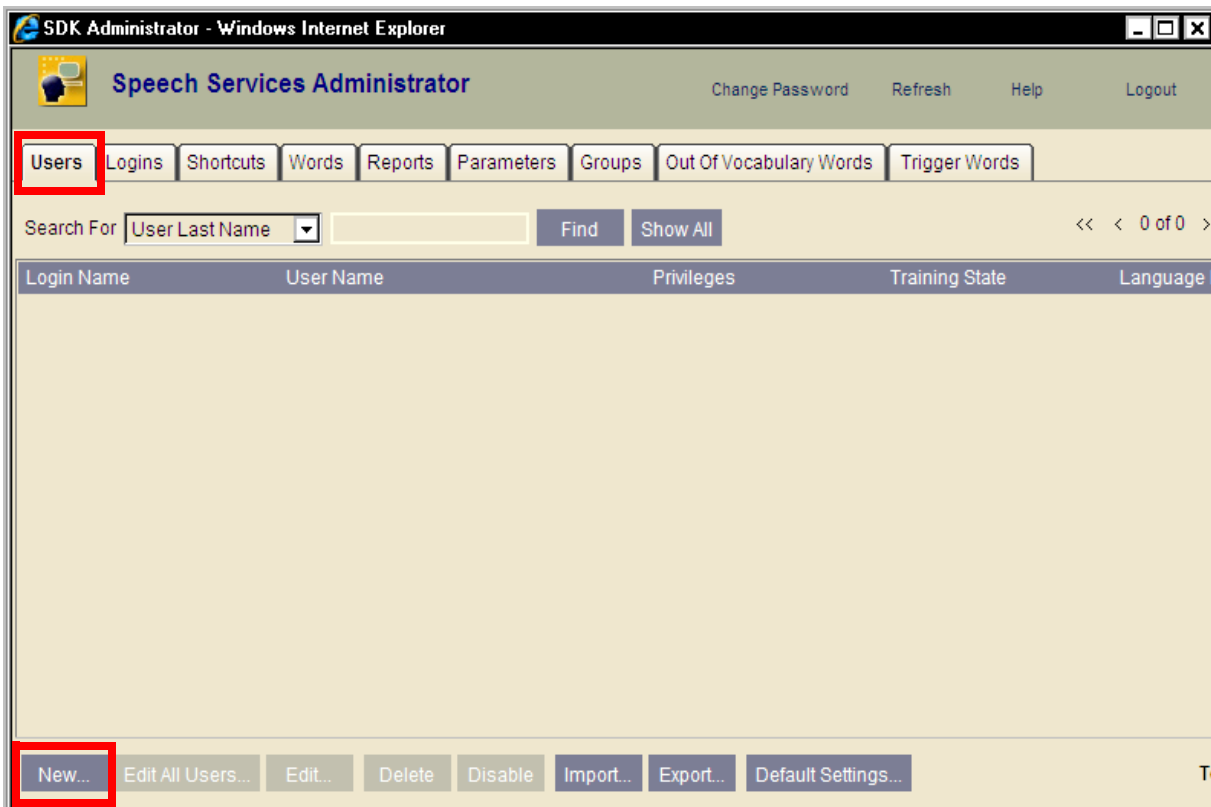 SDK Administrator - Windows Internet Explorer
Speech Services Administrator Change Password Refresh Help Logout
Users Logins Shortcuts Words Reports Parameters Groups Out Of Vocabulary Words Trigger Words
Search For User Last Name Find Show All << < 0 of 0 >
Login Name User Name Privileges Training State Language
New... Edit All Users... Edit... Delete Disable Import... Export... Default Settings...